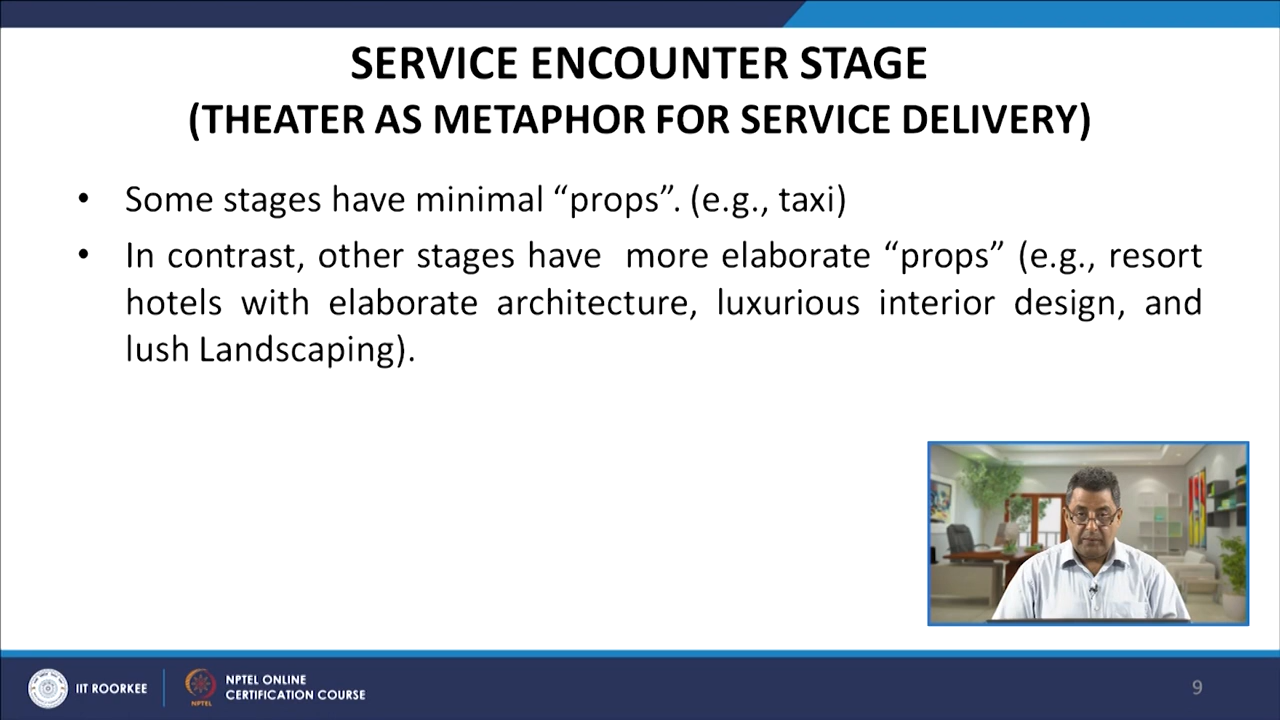 SERVICE ENCOUNTER STAGE
(THEATER AS METAPHOR FOR SERVICE DELIVERY)
• Some stages have minimal “props”. (e.g., taxi)
• In contrast, other stages have more elaborate “props” (e.g., resort
hotels with elaborate architecture, luxurious interior design, and
lush Landscaping).
IIT ROORKEE
NPTEL
NPTEL ONLINE
CERTIFICATION COURSE
9